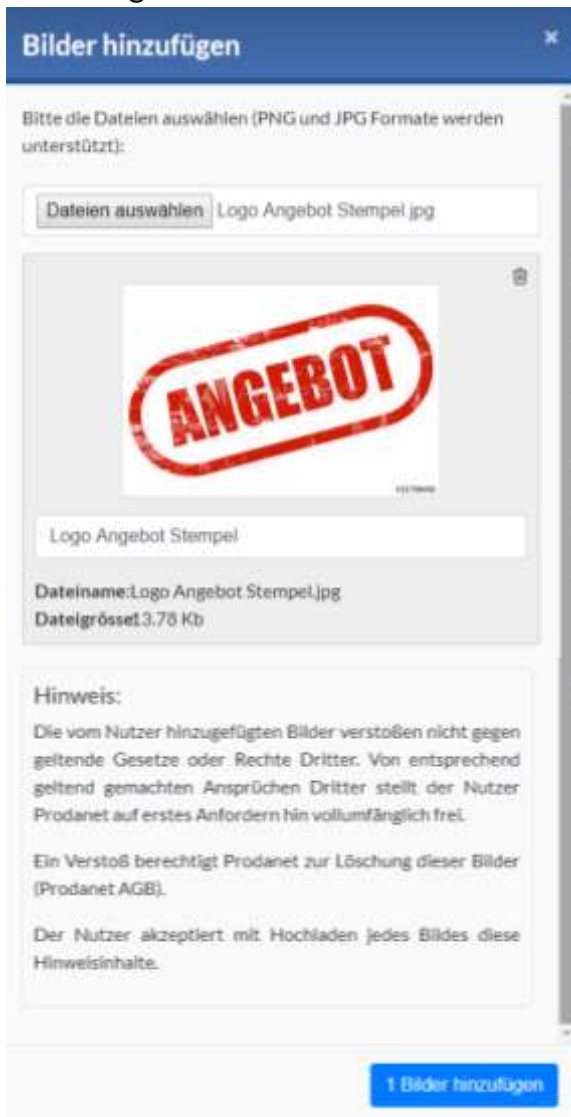 Bilder hinzufügen ×
Bitte die Dateien auswählen (PNG und JPG Formate werden
unterstützt):
Dateien auswählen Logo Angebot Stempel.jpg
ANGEBOT
Logo Angebot Stempel
Dateiname:Logo Angebot Stempel.jpg
Dateigrösse:13.78 Kb
Hinweis:
Die vom Nutzer hinzugefügten Bilder verstoßen nicht gegen
geltende Gesetze oder Rechte Dritter. Von entsprechend
geltend gemachten Ansprüchen Dritter stellt der Nutzer
Prodanet auf erstes Anfordern hin vollumfänglich frei.
Ein Verstoß berechtigt Prodanet zur Löschung dieser Bilder
(Prodanet AGB).
Der Nutzer akzeptiert mit Hochladen jedes Bildes diese
Hinweisinhalte.
1 Bilder hinzufügen